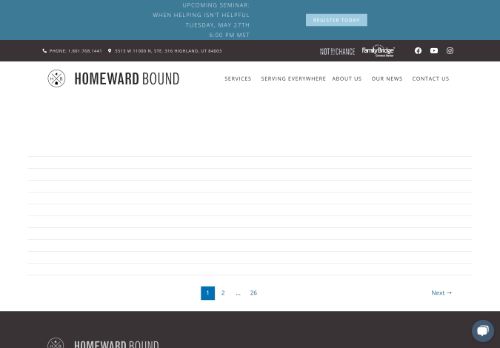 UPCOMING SEMINAR:
WHEN HELPING ISN'T HELPFUL
TUESDAY, MAY 27TH
6:00 PM MST
REGISTER TODAY
PHONE: 1.801.768.1441
5513 W 11000 N, STE. 316 HIGHLAND, UT 84003
NOT BY CHANCE
FamilyBridge
HOMEWARD BOUND
SERVICES
SERVING EVERYWHERE
ABOUT US
OUR NEWS
CONTACT US
1 2 … 26
Next →
HOMEWARD BOUND